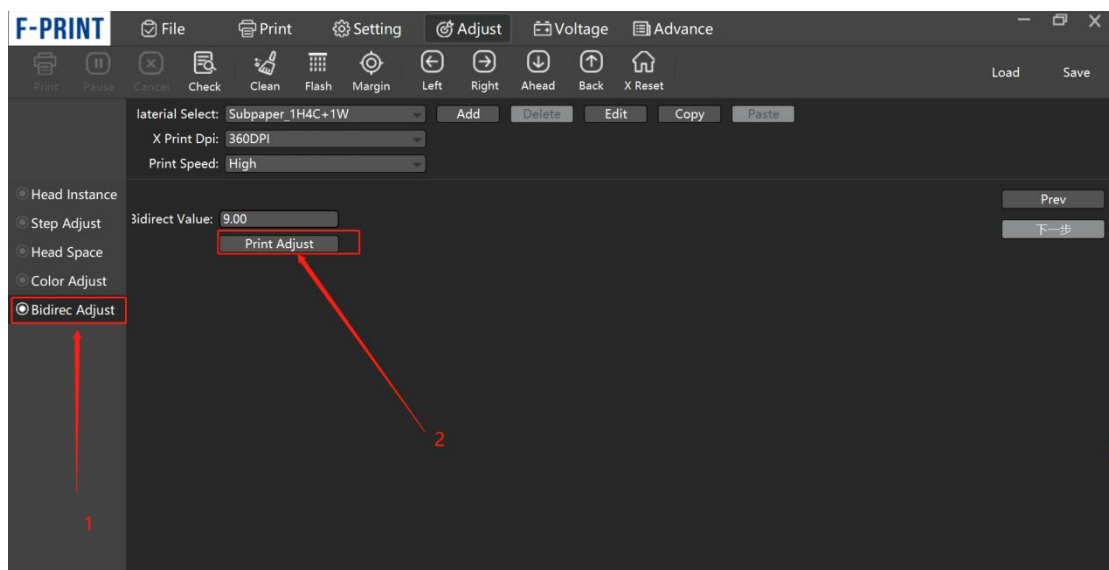 F-PRINT File Print Setting Adjust Voltage Advance
Print Pause Cancel Check Clean Flash Margin Left Right Ahead Back X Reset Load Save
laterial Select: Subpaper_1H4C+1W Add Delete Edit Copy Paste
X Print Dpi: 360DPI
Print Speed: High
Head Instance Prev
Step Adjust Bidirect Value: 9.00 下一步
Head Space Print Adjust
Color Adjust
Bidirec Adjust
2
1